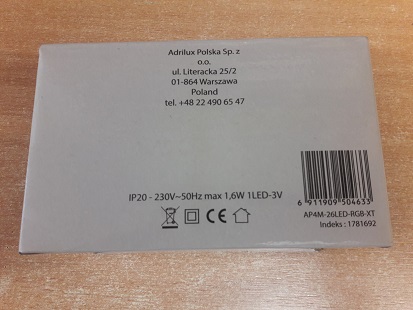 Adrilux Polska Sp. z
o.o.
ul. Literacka 25/2
01-864 Warszawa
Poland
tel. +48 22 490 65 47
IP20 - 230V~50Hz max 1,6W 1LED-3V
CE
6 911909 504633
AP4M-26LED-RGB-XT
Indeks : 1781692